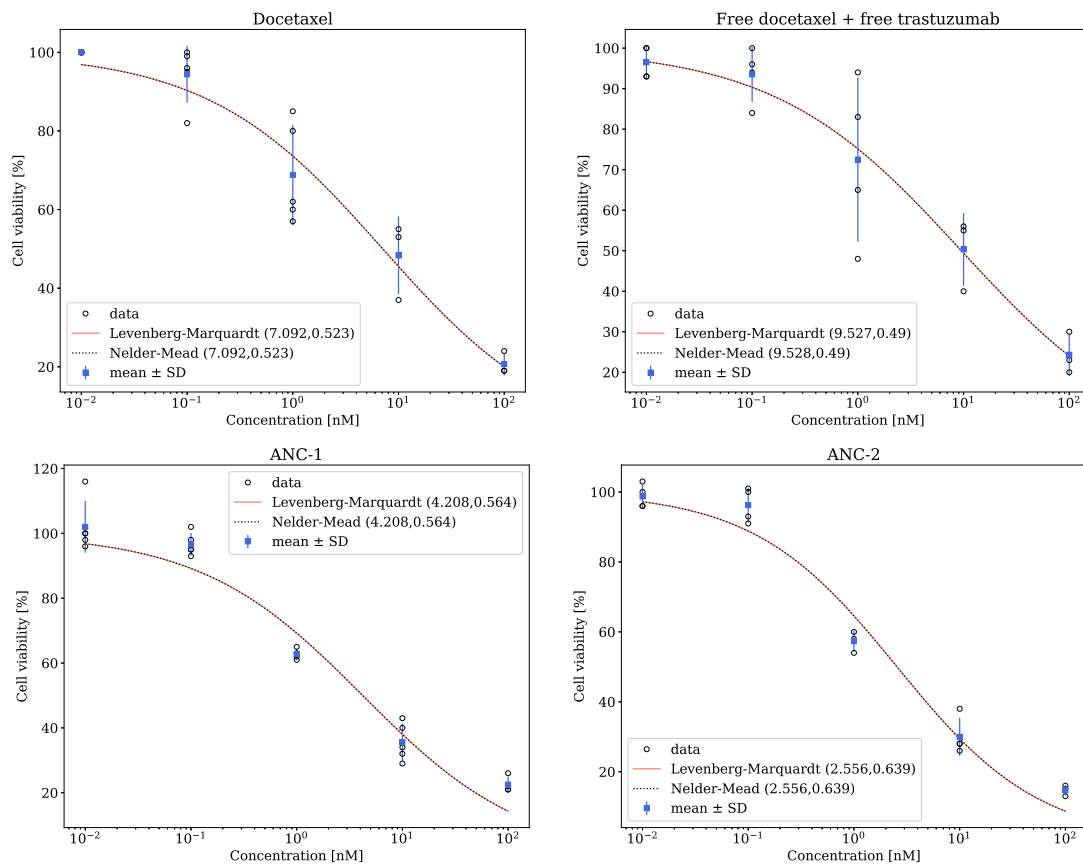 Docetaxel
Cell viability [%]
100
80
60
40
20
data
Levenberg-Marquardt (7.092,0.523)
Nelder-Mead (7.092,0.523)
mean ± SD
10⁻² 10⁻¹ 10⁰ 10¹ 10²
Concentration [nM]
Free docetaxel + free trastuzumab
Cell viability [%]
100
90
80
70
60
50
40
30
20
data
Levenberg-Marquardt (9.527,0.49)
Nelder-Mead (9.528,0.49)
mean ± SD
10⁻² 10⁻¹ 10⁰ 10¹ 10²
Concentration [nM]
ANC-1
Cell viability [%]
120
100
80
60
40
20
data
Levenberg-Marquardt (4.208,0.564)
Nelder-Mead (4.208,0.564)
mean ± SD
10⁻² 10⁻¹ 10⁰ 10¹ 10²
Concentration [nM]
ANC-2
Cell viability [%]
100
80
60
40
20
data
Levenberg-Marquardt (2.556,0.639)
Nelder-Mead (2.556,0.639)
mean ± SD
10⁻² 10⁻¹ 10⁰ 10¹ 10²
Concentration [nM]